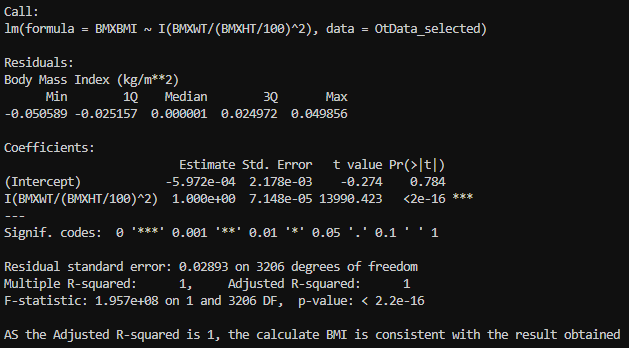 Call:
lm(formula = BMXBMI ~ I(BMXWT/(BMXHT/100)^2), data = OtData_selected)
Residuals:
Body Mass Index (kg/m**2)
      Min        1Q    Median        3Q       Max
-0.050589 -0.025157  0.000001  0.024972  0.049856
Coefficients:
                         Estimate Std. Error   t value Pr(>|t|)
(Intercept)            -5.972e-04  2.178e-03    -0.274    0.784
I(BMXWT/(BMXHT/100)^2)  1.000e+00  7.148e-05 13990.423   <2e-16 ***
---
Signif. codes:  0 '***' 0.001 '**' 0.01 '*' 0.05 '.' 0.1 ' ' 1
Residual standard error: 0.02893 on 3206 degrees of freedom
Multiple R-squared:      1,     Adjusted R-squared:      1
F-statistic: 1.957e+08 on 1 and 3206 DF,  p-value: < 2.2e-16
AS the Adjusted R-squared is 1, the calculate BMI is consistent with the result obtained